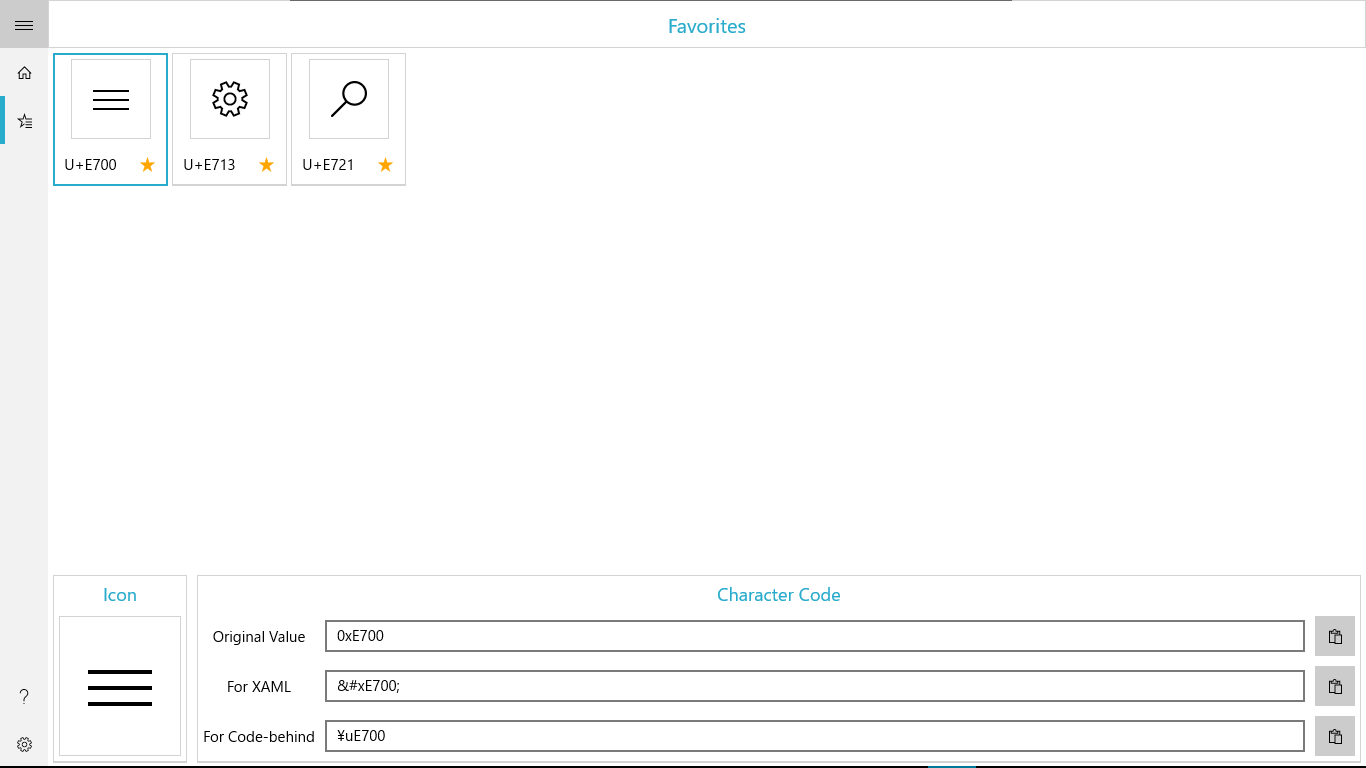 Favorites
U+E700
U+E713
U+E721
Icon
Character Code
Original Value
0xE700
For XAML
&#xE700;
For Code-behind
¥uE700
?